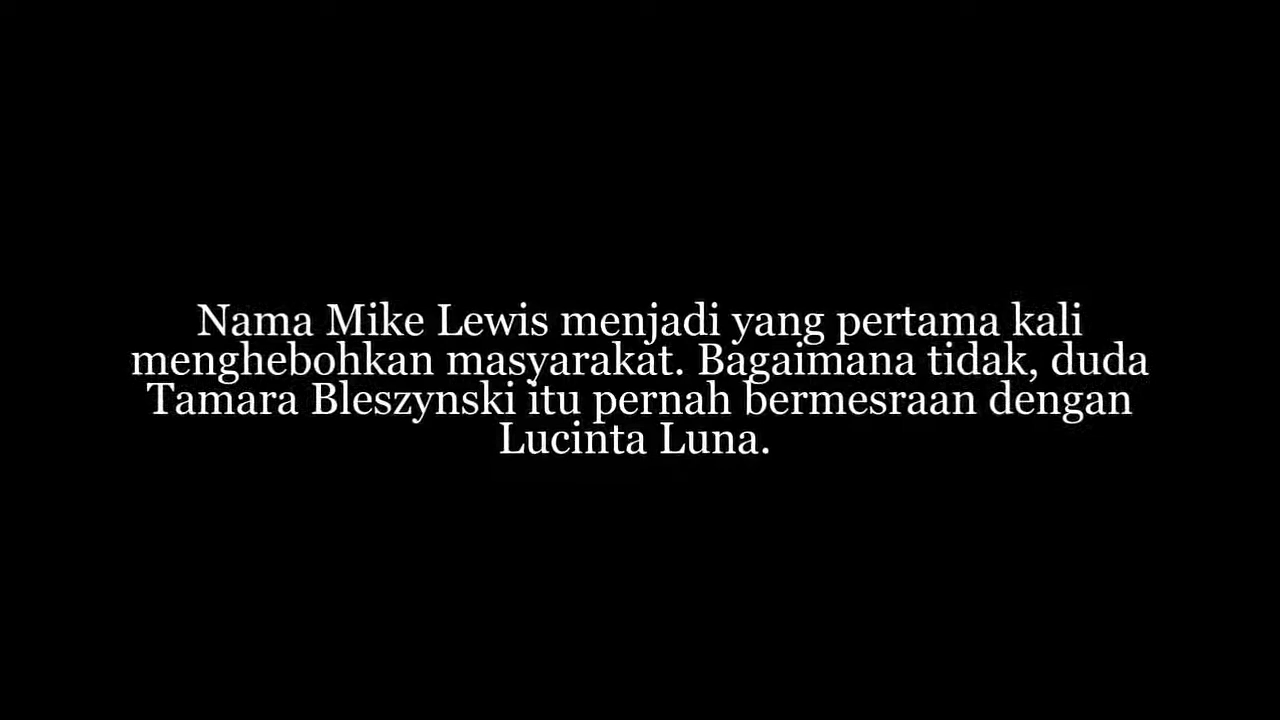 Nama Mike Lewis menjadi yang pertama kali
menghebohkan masyarakat. Bagaimana tidak, duda
Tamara Bleszynski itu pernah bermesraan dengan
Lucinta Luna.